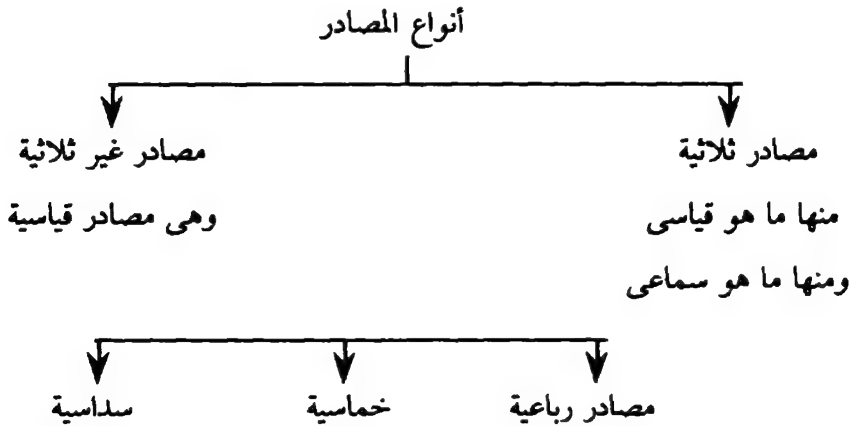 أنواع المصادر
مصادر ثلاثية
مصادر غير ثلاثية
منها ما هو قياسى
وهى مصادر قياسية
ومنها ما هو سماعى
مصادر رباعية
خماسية
سداسية